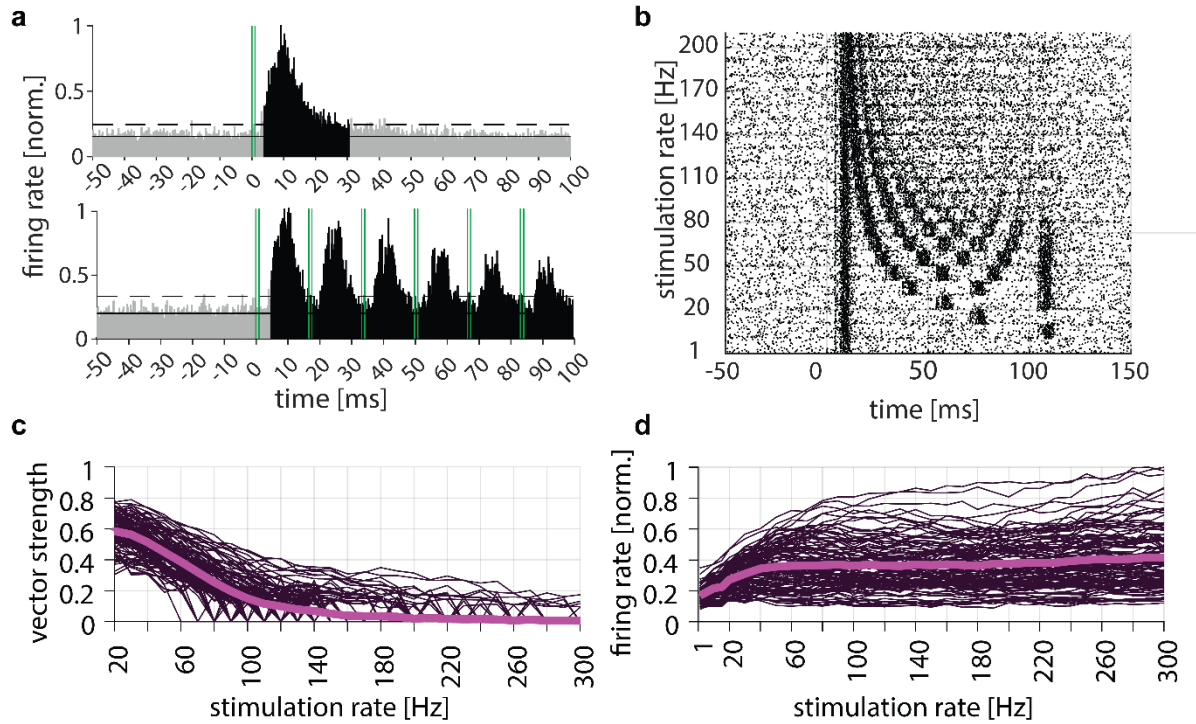 a
firing rate [norm.]
1
0.5
0
-50 -40 -30 -20 -10 0 10 20 30 40 50 60 70 80 90 100
1
0.5
0
-50 -40 -30 -20 -10 0 10 20 30 40 50 60 70 80 90 100
time [ms]
b
stimulation rate [Hz]
200
170
140
110
80
50
20
1
-50 0 50 100 150
time [ms]
c
vector strength
1
0.8
0.6
0.4
0.2
0
20 60 100 140 180 220 260 300
stimulation rate [Hz]
d
firing rate [norm.]
1
0.8
0.6
0.4
0.2
0
1 20 60 100 140 180 220 260 300
stimulation rate [Hz]